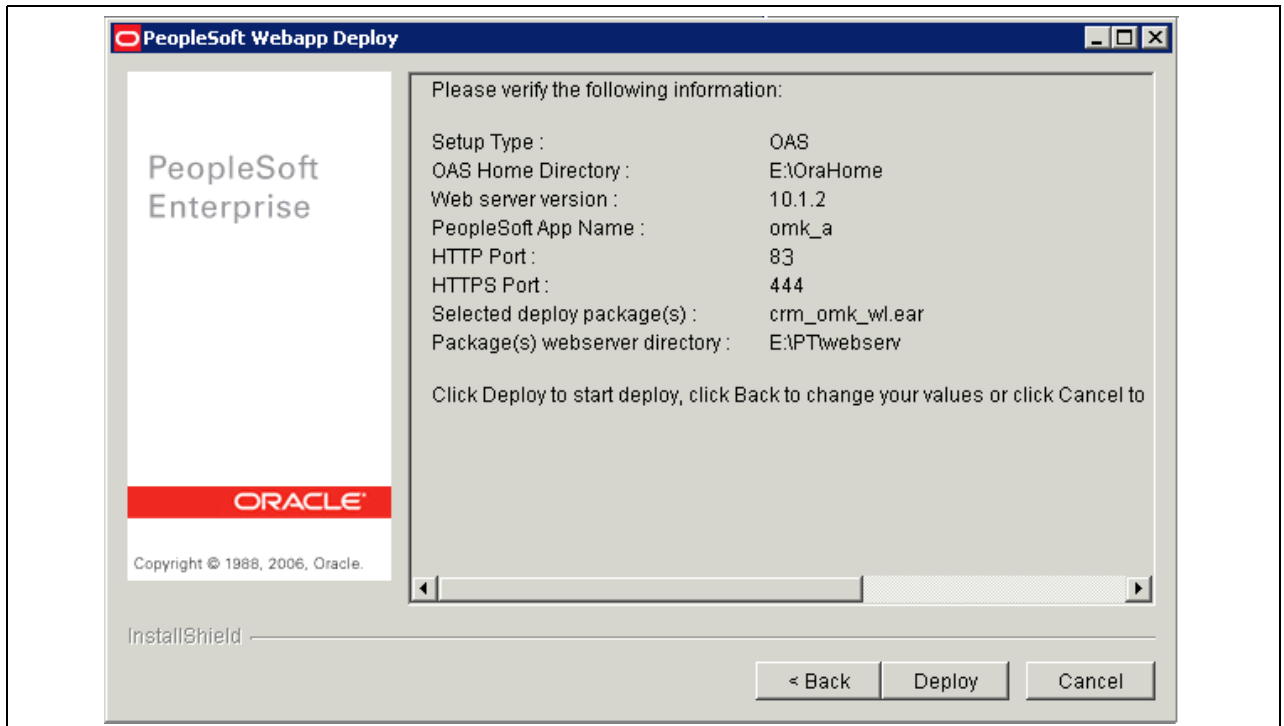 PeopleSoft Webapp Deploy
PeopleSoft
Enterprise
ORACLE®
Copyright © 1988, 2006, Oracle.
Please verify the following information:
Setup Type : OAS
OAS Home Directory : E:\OraHome
Web server version : 10.1.2
PeopleSoft App Name : omk_a
HTTP Port : 83
HTTPS Port : 444
Selected deploy package(s) : crm_omk_wl.ear
Package(s) webserver directory : E:\PT\webserv
Click Deploy to start deploy, click Back to change your values or click Cancel to
InstallShield
< Back
Deploy
Cancel